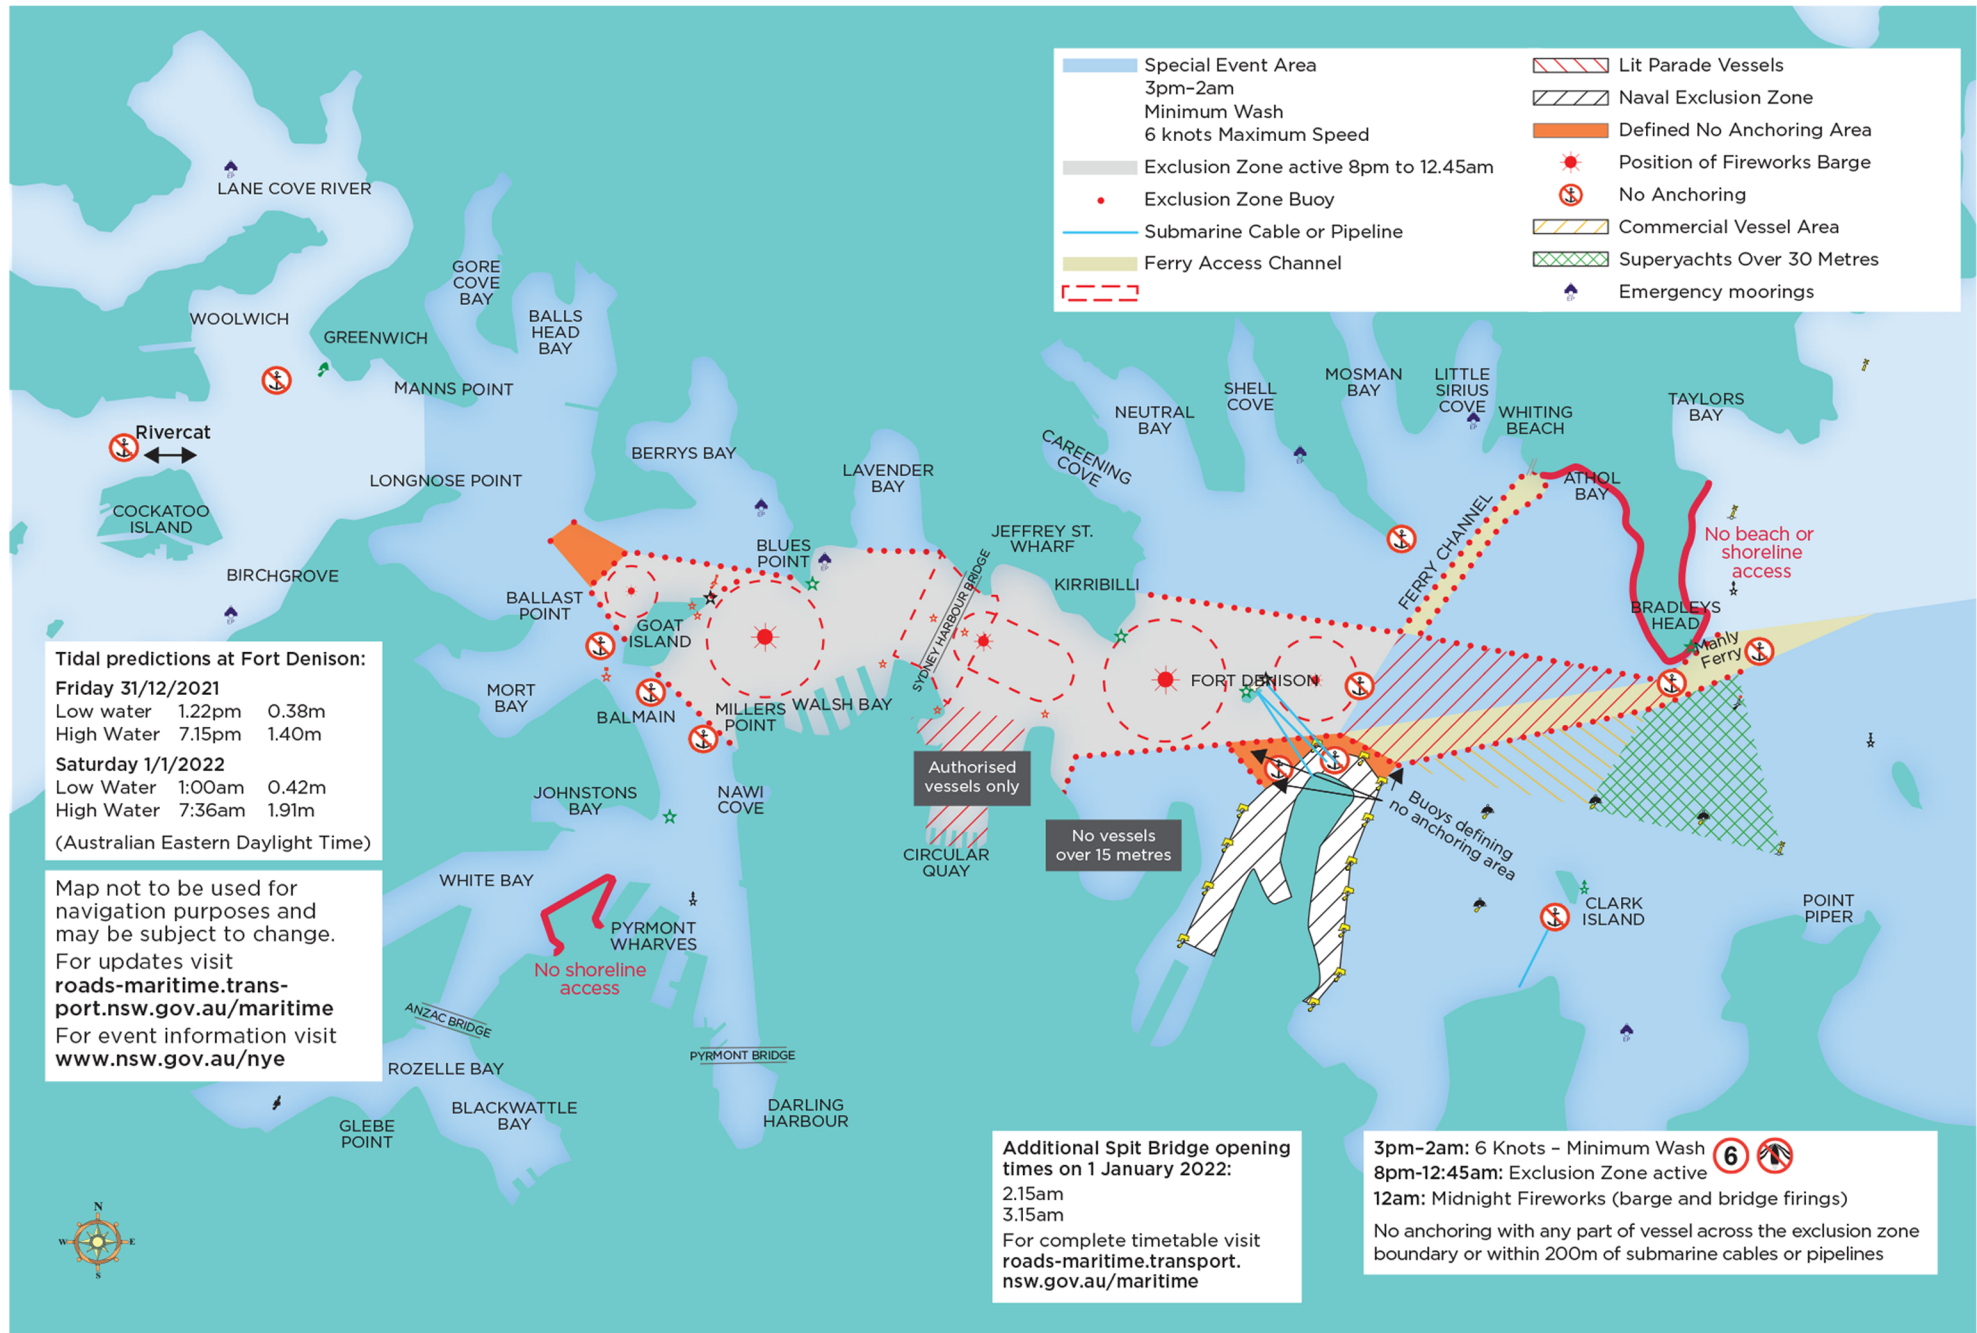 Special Event Area
3pm–2am
Minimum Wash
6 knots Maximum Speed
Exclusion Zone active 8pm to 12.45am
Exclusion Zone Buoy
Submarine Cable or Pipeline
Ferry Access Channel
Lit Parade Vessels
Naval Exclusion Zone
Defined No Anchoring Area
Position of Fireworks Barge
No Anchoring
Commercial Vessel Area
Superyachts Over 30 Metres
EP
Emergency moorings
EP
LANE COVE RIVER
GORE
COVE
BAY
BALLS
HEAD
BAY
WOOLWICH
GREENWICH
MANNS POINT
Rivercat
COCKATOO
ISLAND
LONGNOSE POINT
BIRCHGROVE
EP
BERRYS BAY
EP
LAVENDER
BAY
CAREENING
COVE
NEUTRAL
BAY
SHELL
COVE
EP
MOSMAN
BAY
LITTLE
SIRIUS
COVE
EP
WHITING
BEACH
TAYLORS
BAY
ATHOL
BAY
FERRY CHANNEL
No beach or
shoreline
access
BRADLEYS
HEAD
Manly
Ferry
BLUES
POINT
EP
JEFFREY ST.
WHARF
KIRRIBILLI
SYDNEY HARBOUR BRIDGE
BALLAST
POINT
GOAT
ISLAND
FORT DENISON
MORT
BAY
BALMAIN
MILLERS
POINT
WALSH BAY
Authorised
vessels only
No vessels
over 15 metres
CIRCULAR
QUAY
Buoys defining
no anchoring area
JOHNSTONS
BAY
NAWI
COVE
WHITE BAY
PYRMONT
WHARVES
No shoreline
access
ANZAC BRIDGE
PYRMONT BRIDGE
ROZELLE BAY
BLACKWATTLE
BAY
GLEBE
POINT
DARLING
HARBOUR
CLARK
ISLAND
POINT
PIPER
EP
Tidal predictions at Fort Denison:
Friday 31/12/2021
Low water 1.22pm 0.38m
High Water 7.15pm 1.40m
Saturday 1/1/2022
Low Water 1:00am 0.42m
High Water 7:36am 1.91m
(Australian Eastern Daylight Time)
Map not to be used for
navigation purposes and
may be subject to change.
For updates visit
roads-maritime.trans-
port.nsw.gov.au/maritime
For event information visit
www.nsw.gov.au/nye
N
W E
S
Additional Spit Bridge opening
times on 1 January 2022:
2.15am
3.15am
For complete timetable visit
roads-maritime.transport.
nsw.gov.au/maritime
3pm–2am: 6 Knots – Minimum Wash 6
8pm-12:45am: Exclusion Zone active
12am: Midnight Fireworks (barge and bridge firings)
No anchoring with any part of vessel across the exclusion zone
boundary or within 200m of submarine cables or pipelines